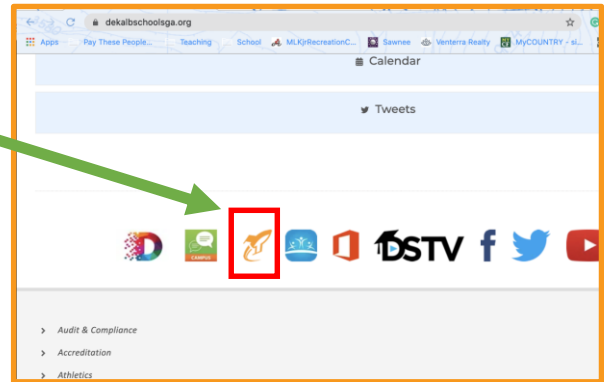 dekalbschoolsga.org
Apps Pay These People... Teaching School MLKjrRecreationC... Sawnee Venterra Realty MyCOUNTRY - si...
Calendar
Tweets
CAMPUS
DSTV
> Audit & Compliance
> Accreditation
> Athletics